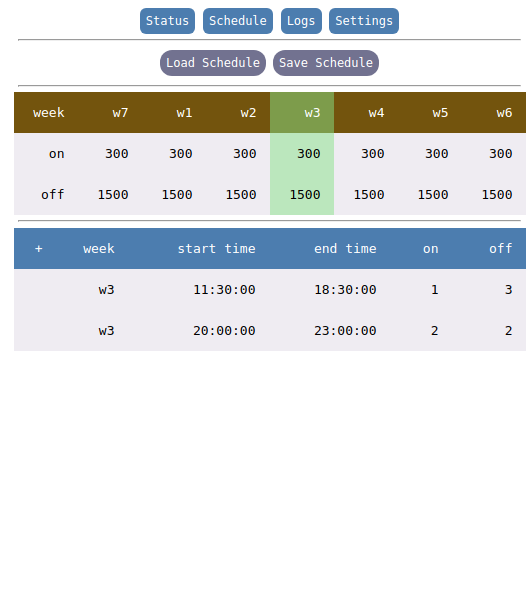 Status Schedule Logs Settings
Load Schedule Save Schedule
week w7 w1 w2 w3 w4 w5 w6
on 300 300 300 300 300 300 300
off 1500 1500 1500 1500 1500 1500 1500
+ week start time end time on off
w3 11:30:00 18:30:00 1 3
w3 20:00:00 23:00:00 2 2